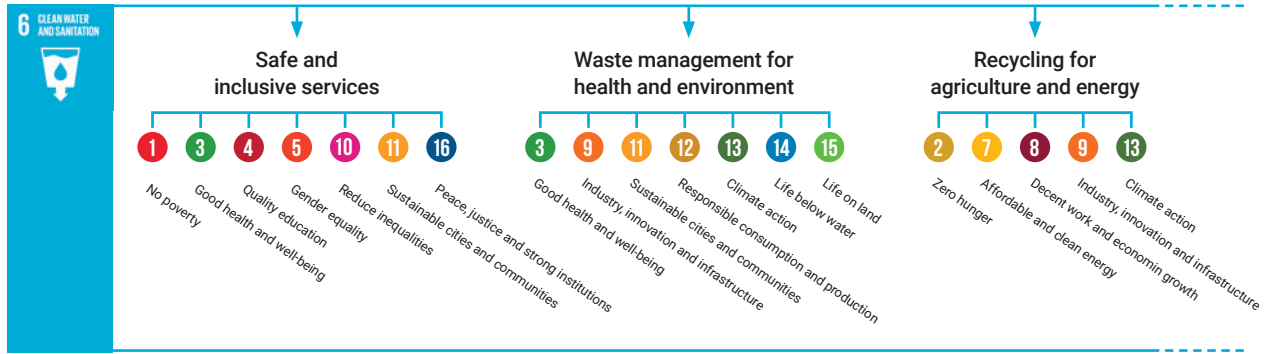 6 CLEAN WATER
AND SANITATION
Safe and
inclusive services
1 3 4 5 10 11 16
No poverty
Good health and well-being
Quality education
Gender equality
Reduce inequalities
Sustainable cities and communities
Peace, justice and strong institutions
Waste management for
health and environment
3 9 11 12 13 14 15
Good health and well-being
Industry, innovation and infrastructure
Sustainable cities and communities
Responsible consumption and production
Climate action
Life below water
Life on land
Recycling for
agriculture and energy
2 7 8 9 13
Zero hunger
Affordable and clean energy
Decent work and economin growth
Industry, innovation and infrastructure
Climate action